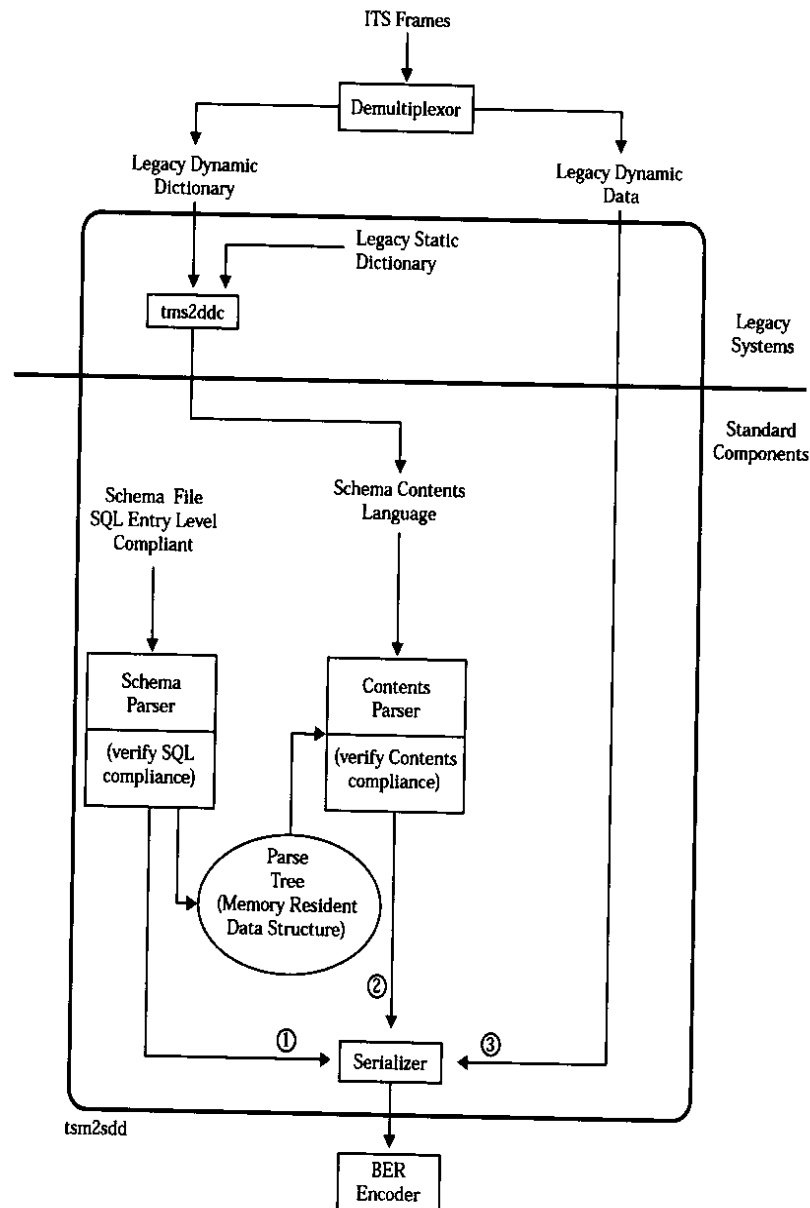 ITS Frames
Demultiplexor
Legacy Dynamic
Dictionary
Legacy Dynamic
Data
Legacy Static
Dictionary
tms2ddc
Legacy
Systems
Standard
Components
Schema File
SQL Entry Level
Compliant
Schema Contents
Language
Schema
Parser
(verify SQL
compliance)
Contents
Parser
(verify Contents
compliance)
Parse
Tree
(Memory Resident
Data Structure)
②
①
Serializer
③
tsm2sdd
BER
Encoder